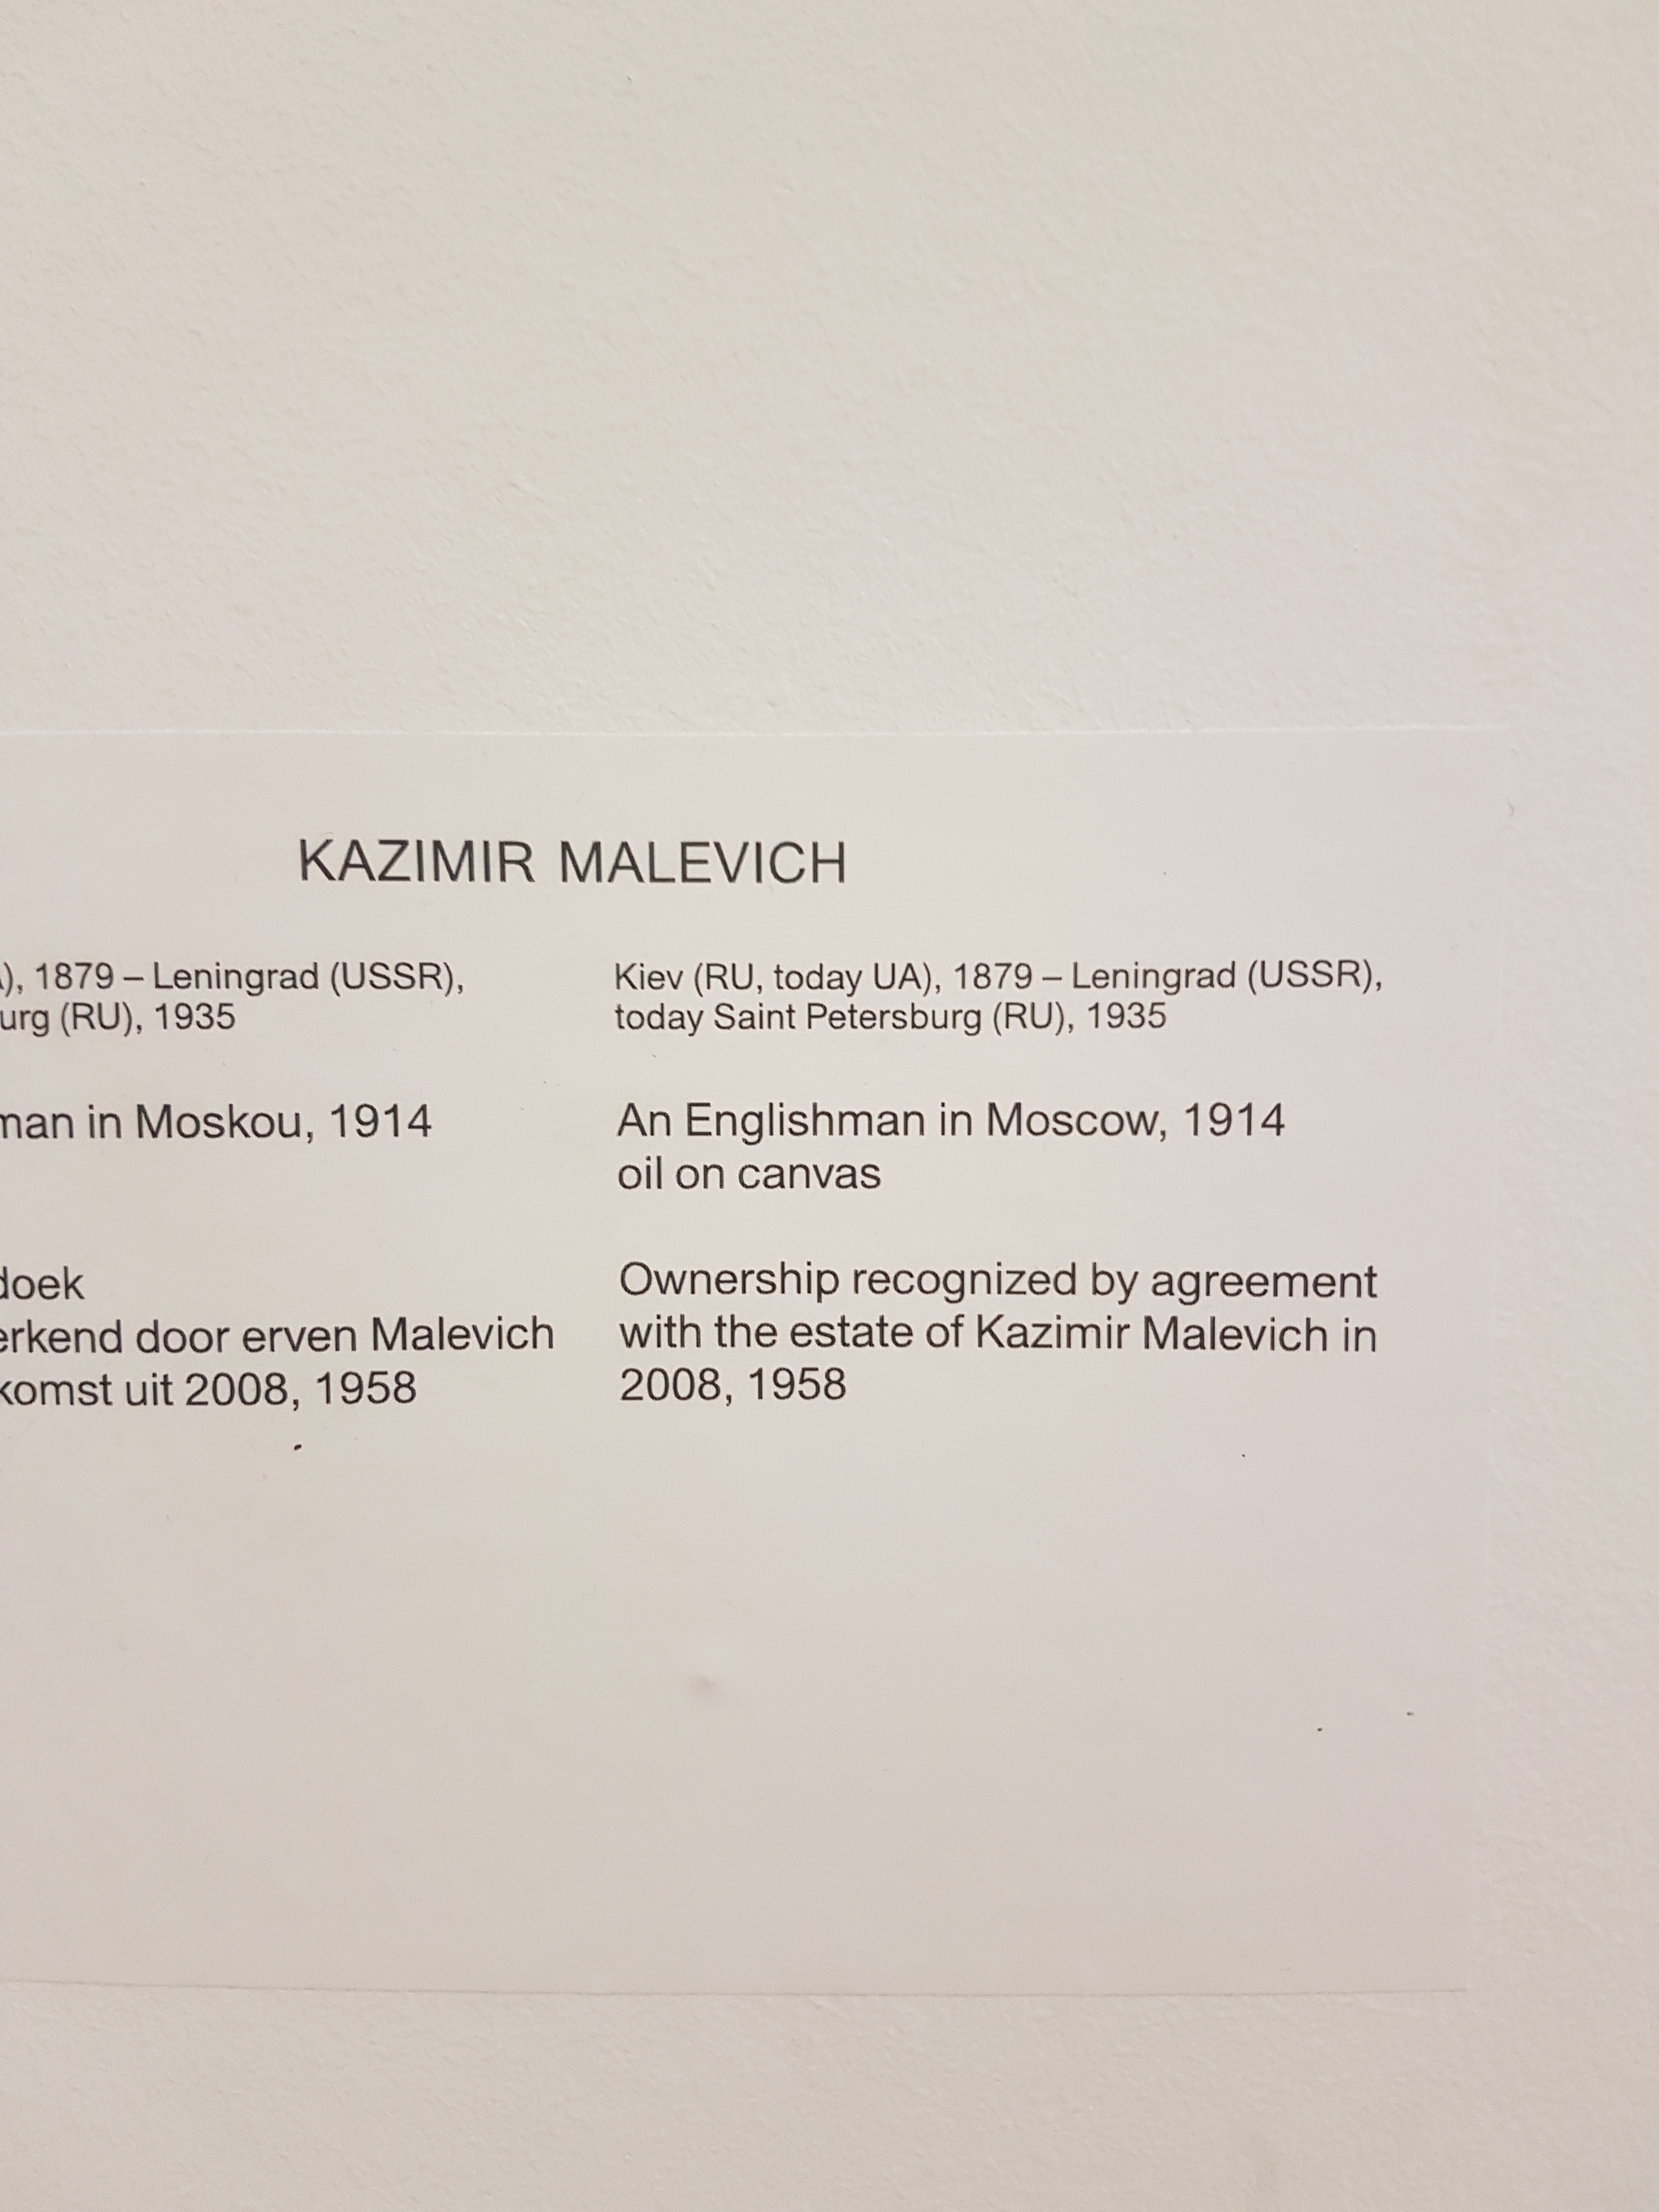 KAZIMIR MALEVICH
), 1879 – Leningrad (USSR),
urg (RU), 1935
man in Moskou, 1914
doek
erkend door erven Malevich
komst uit 2008, 1958
Kiev (RU, today UA), 1879 – Leningrad (USSR),
today Saint Petersburg (RU), 1935
An Englishman in Moscow, 1914
oil on canvas
Ownership recognized by agreement
with the estate of Kazimir Malevich in
2008, 1958